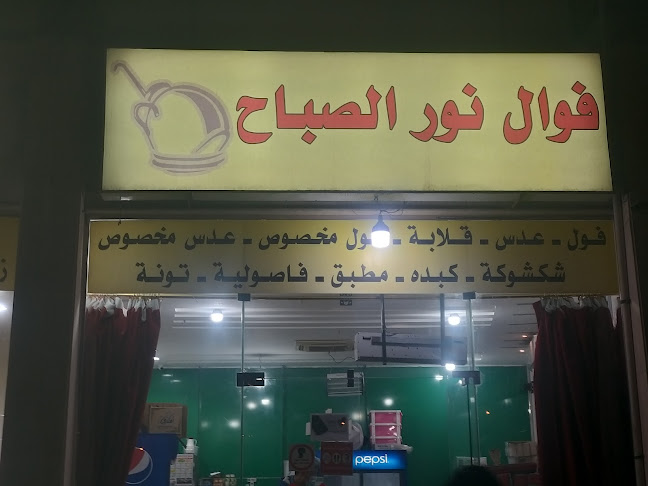 فوال نور الصباح
فول - عدس - قلابة - فول مخصوص - عدس مخصوص
شكشوكة - كبده - مطبق - فاصولية - تونة
pepsi